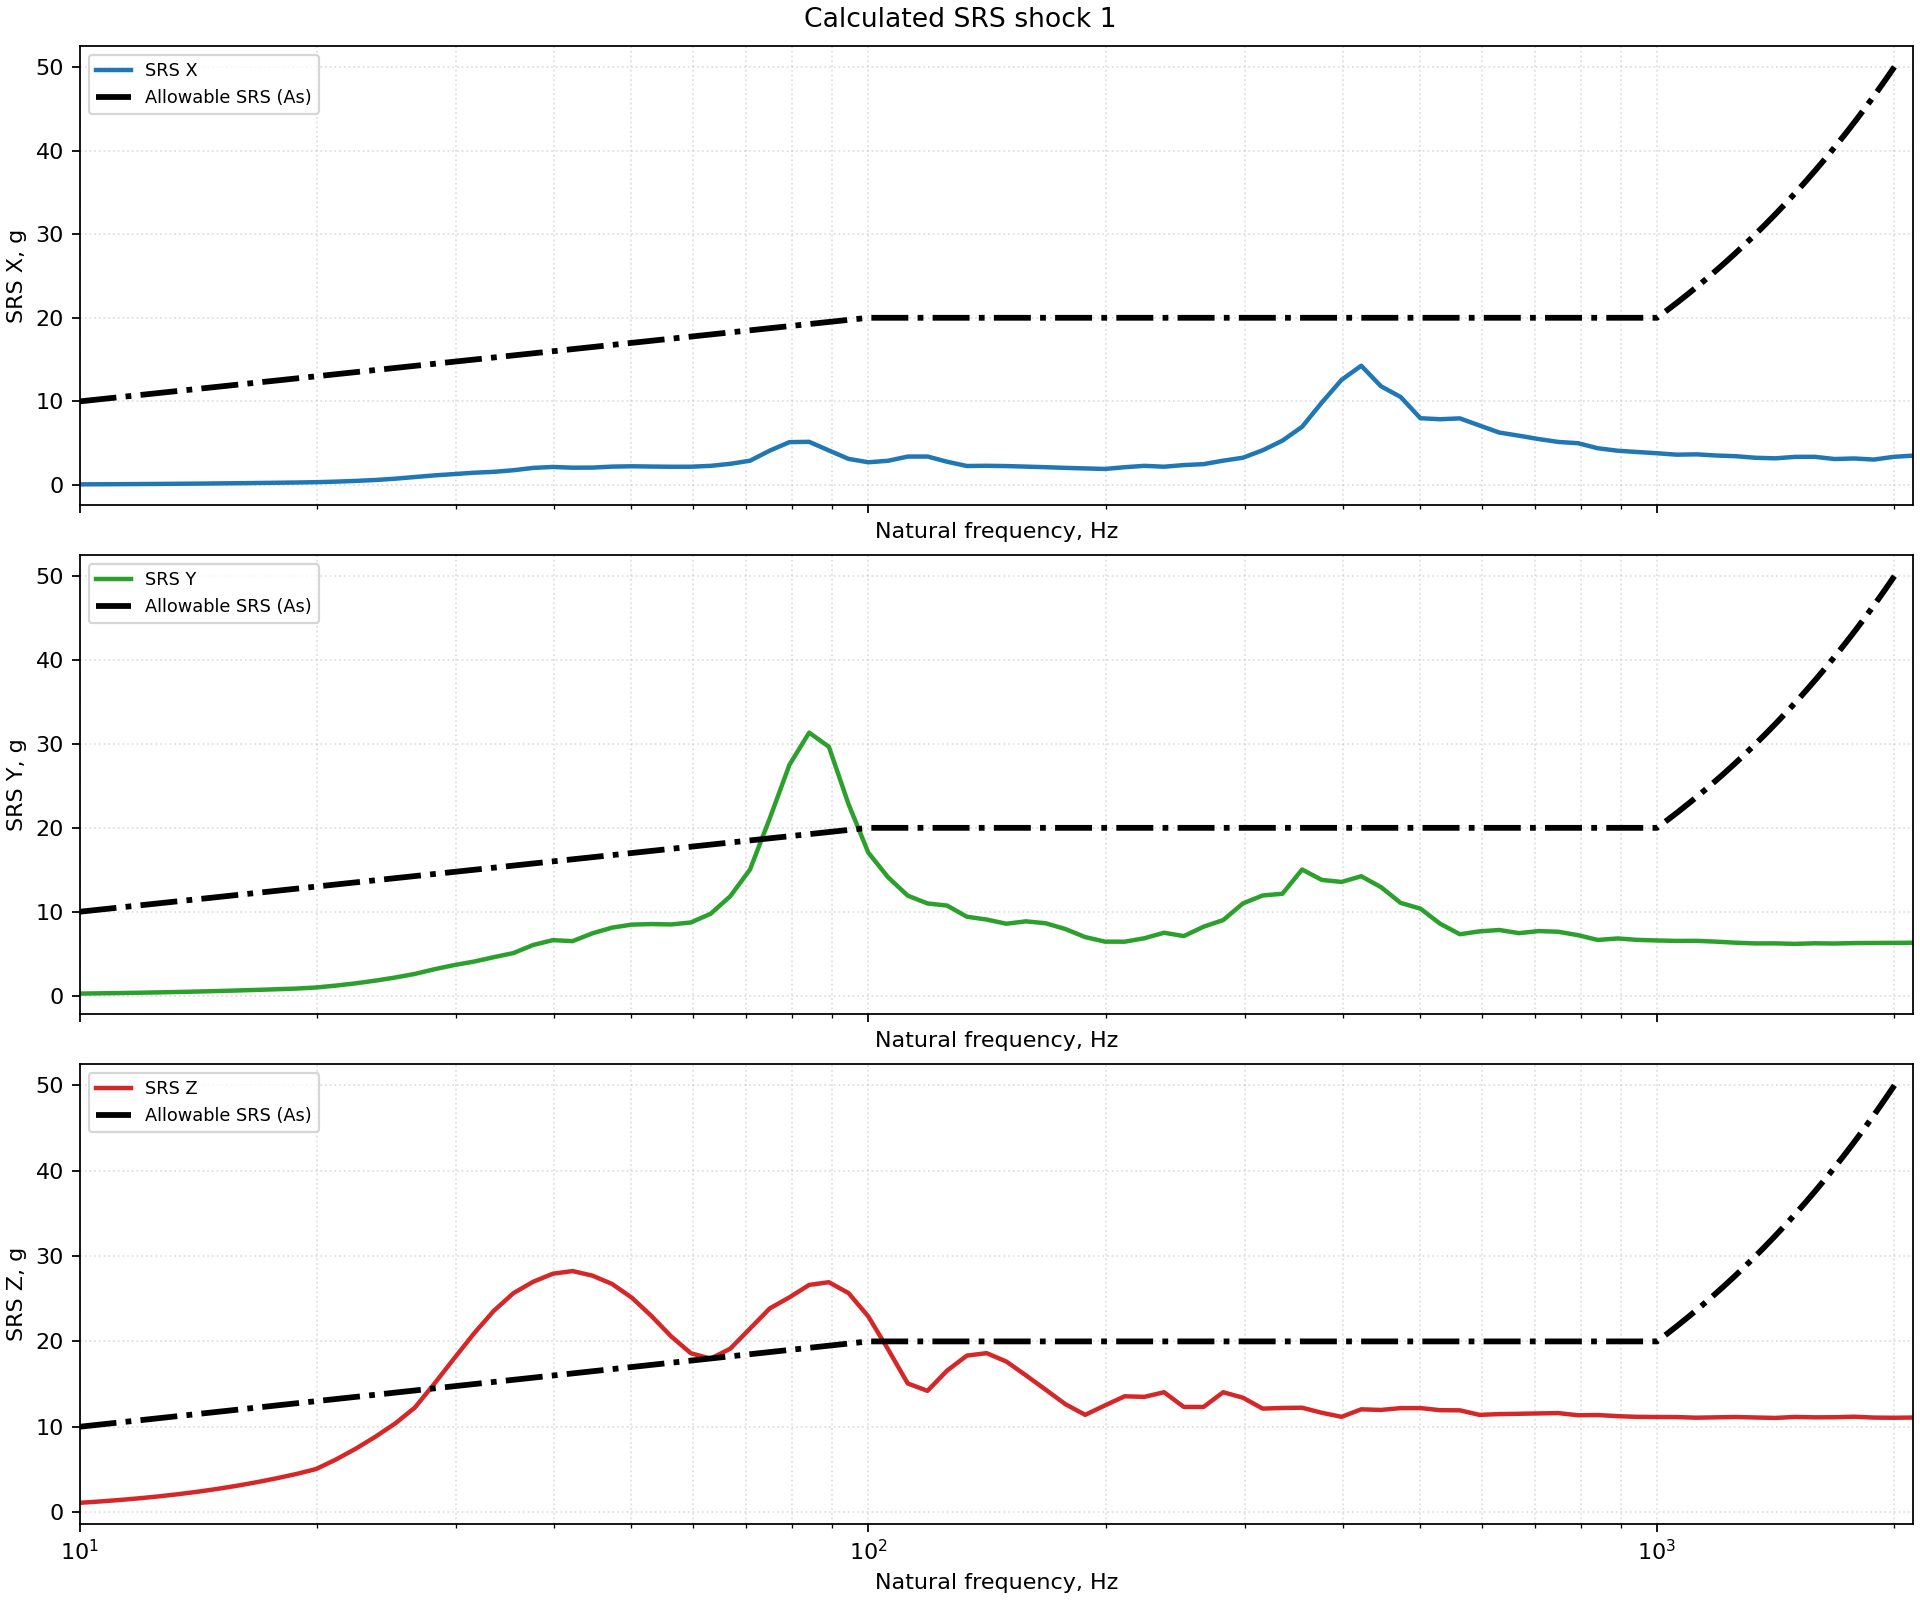 Calculated SRS shock 1
SRS X
Allowable SRS (As)
50
40
30
20
10
0
SRS X, g
Natural frequency, Hz
SRS Y
Allowable SRS (As)
50
40
30
20
10
0
SRS Y, g
Natural frequency, Hz
SRS Z
Allowable SRS (As)
50
40
30
20
10
0
SRS Z, g
10¹ 10² 10³
Natural frequency, Hz